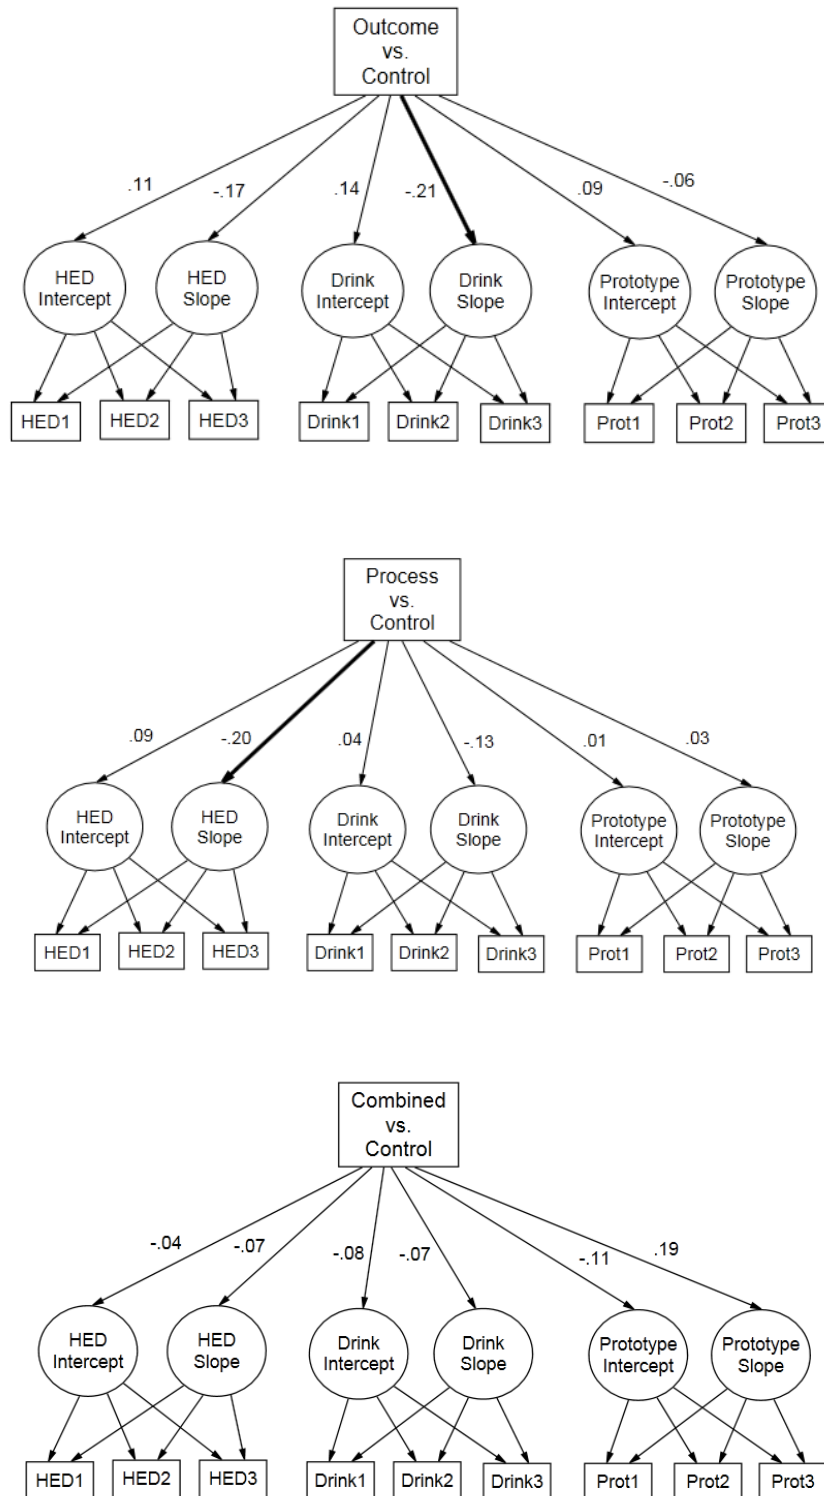 Outcome
vs.
Control
.11
-.17
.14
-.21
.09
-.06
HED
Intercept
HED
Slope
Drink
Intercept
Drink
Slope
Prototype
Intercept
Prototype
Slope
HED1
HED2
HED3
Drink1
Drink2
Drink3
Prot1
Prot2
Prot3
Process
vs.
Control
.09
-.20
.04
-.13
.01
.03
HED
Intercept
HED
Slope
Drink
Intercept
Drink
Slope
Prototype
Intercept
Prototype
Slope
HED1
HED2
HED3
Drink1
Drink2
Drink3
Prot1
Prot2
Prot3
Combined
vs.
Control
-.04
-.07
-.08
-.07
-.11
.19
HED
Intercept
HED
Slope
Drink
Intercept
Drink
Slope
Prototype
Intercept
Prototype
Slope
HED1
HED2
HED3
Drink1
Drink2
Drink3
Prot1
Prot2
Prot3